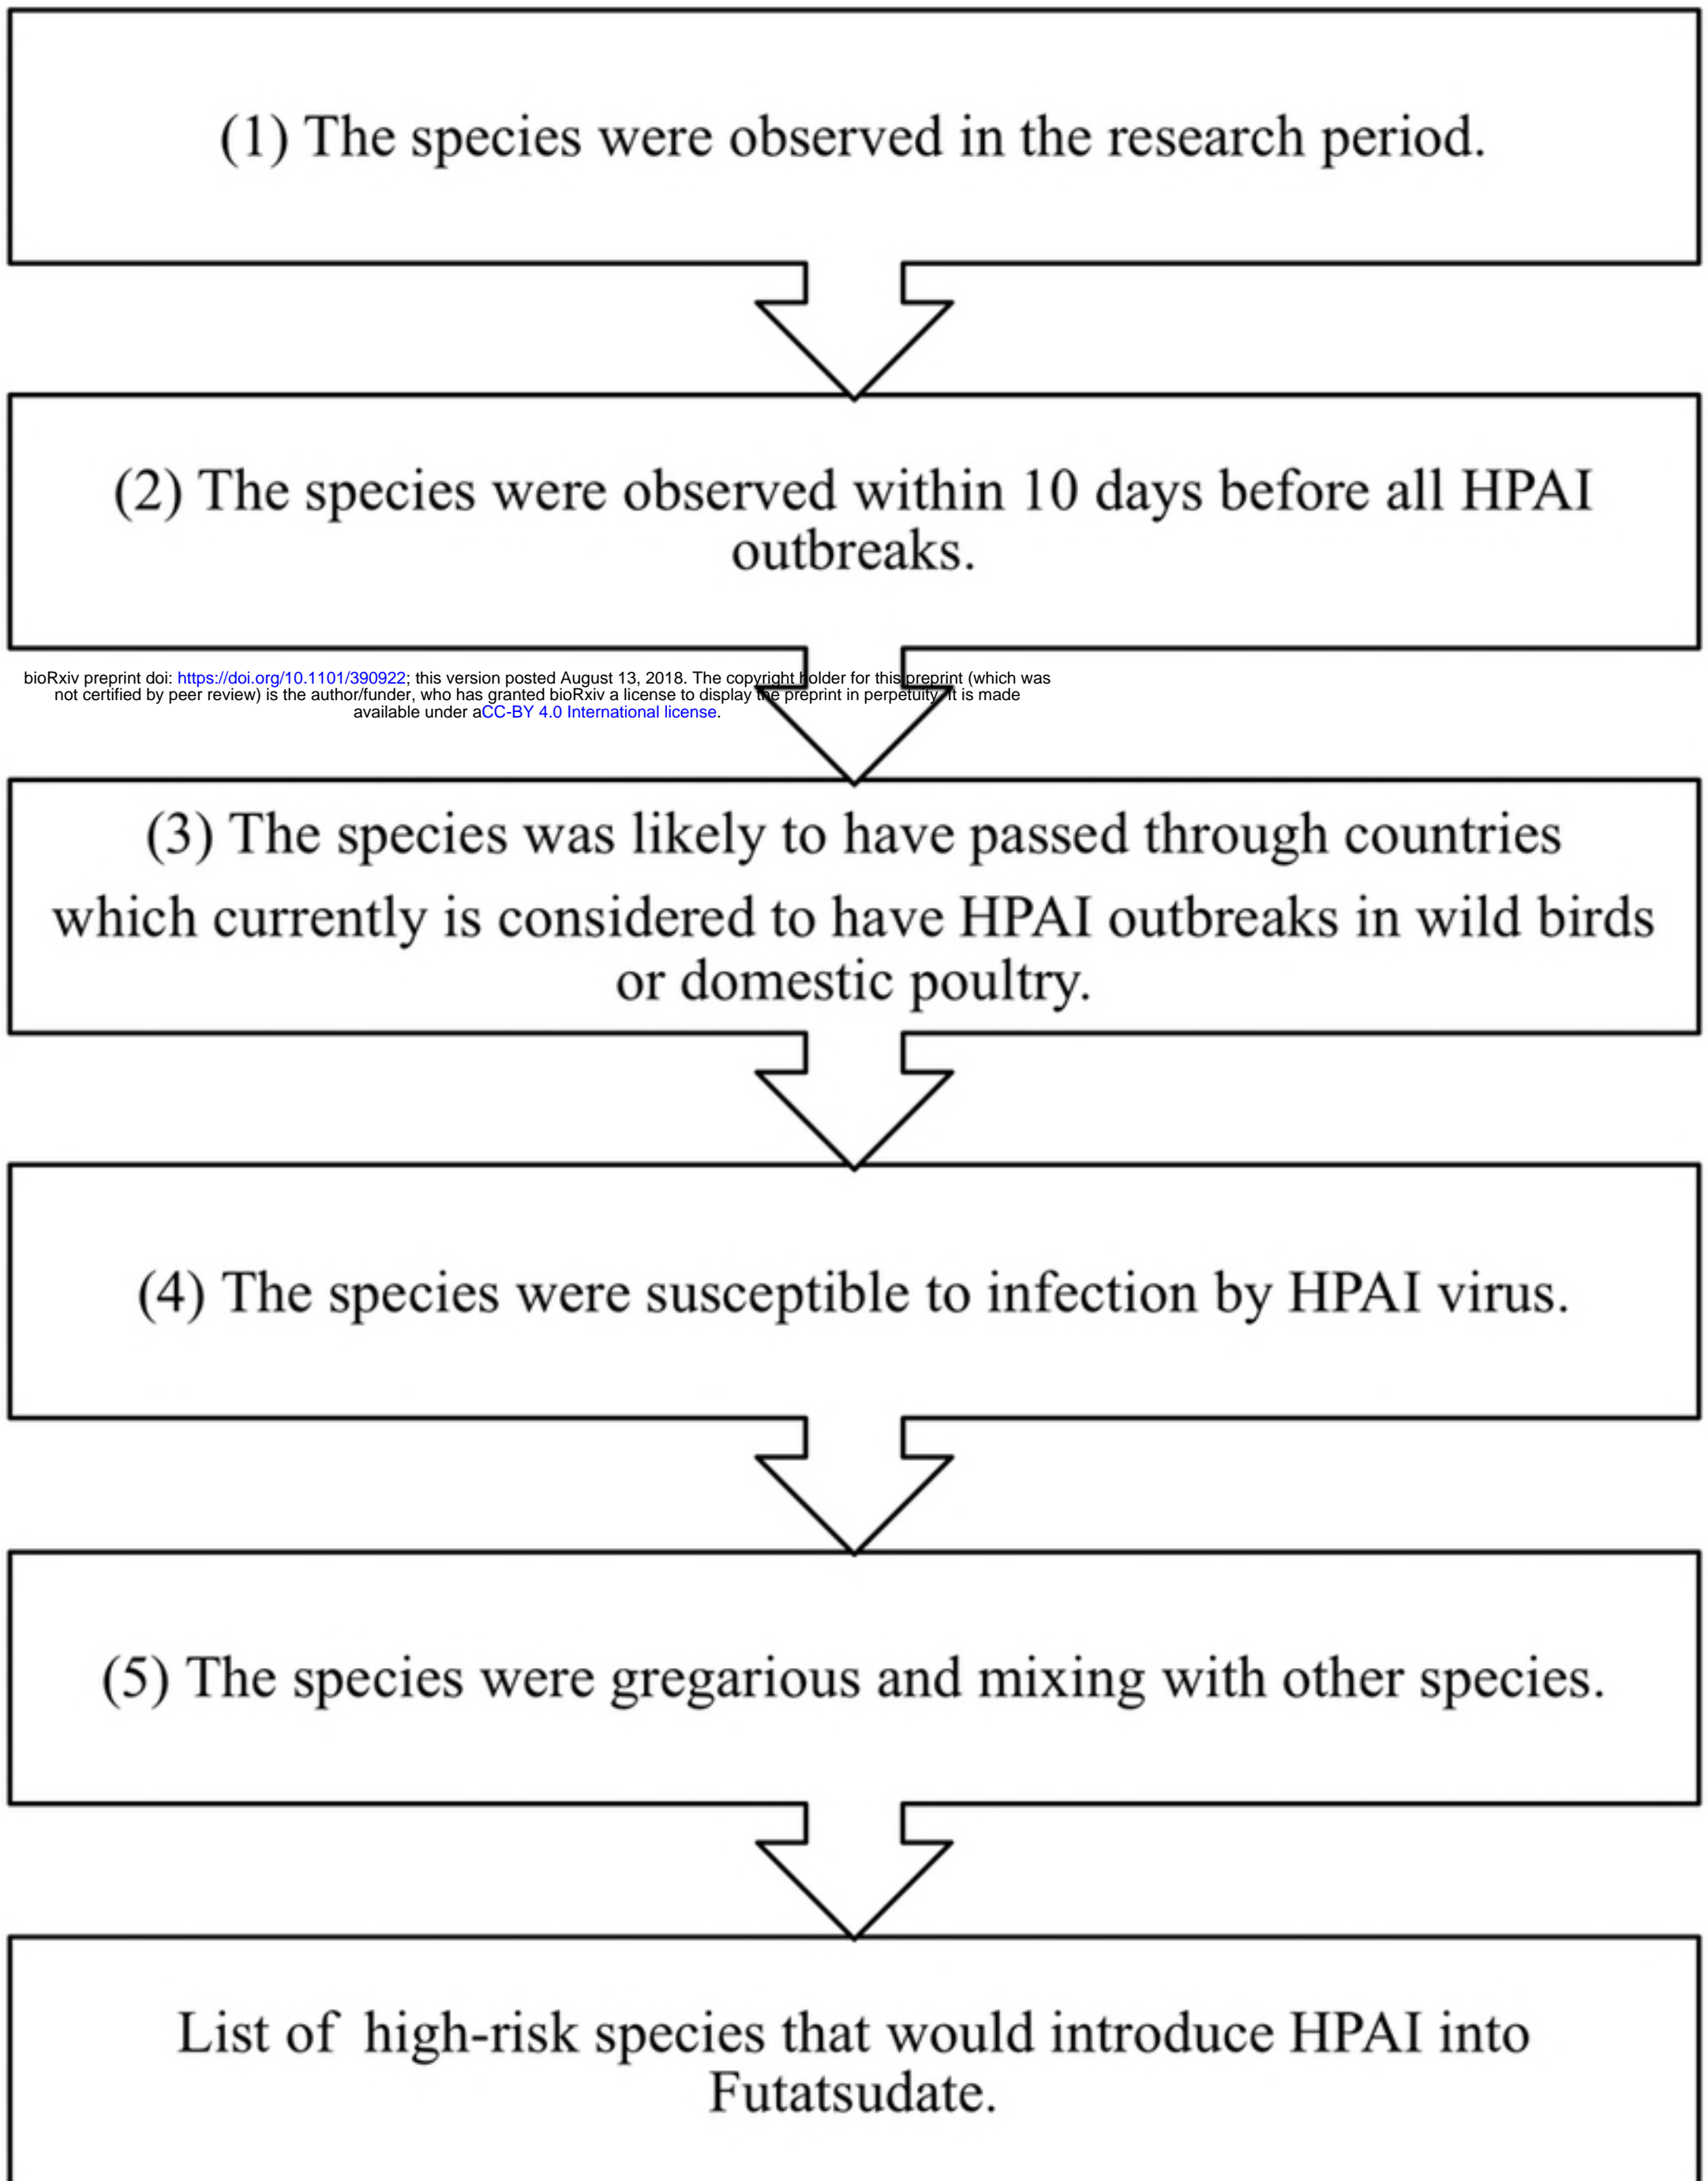 (1) The species were observed in the research period.
(2) The species were observed within 10 days before all HPAI
outbreaks.
bioRxiv preprint doi: https://doi.org/10.1101/390922; this version posted August 13, 2018. The copyright holder for this preprint (which was
not certified by peer review) is the author/funder, who has granted bioRxiv a license to display the preprint in perpetuity. It is made
available under aCC-BY 4.0 International license.
(3) The species was likely to have passed through countries
which currently is considered to have HPAI outbreaks in wild birds
or domestic poultry.
(4) The species were susceptible to infection by HPAI virus.
(5) The species were gregarious and mixing with other species.
List of high-risk species that would introduce HPAI into
Futatsudate.